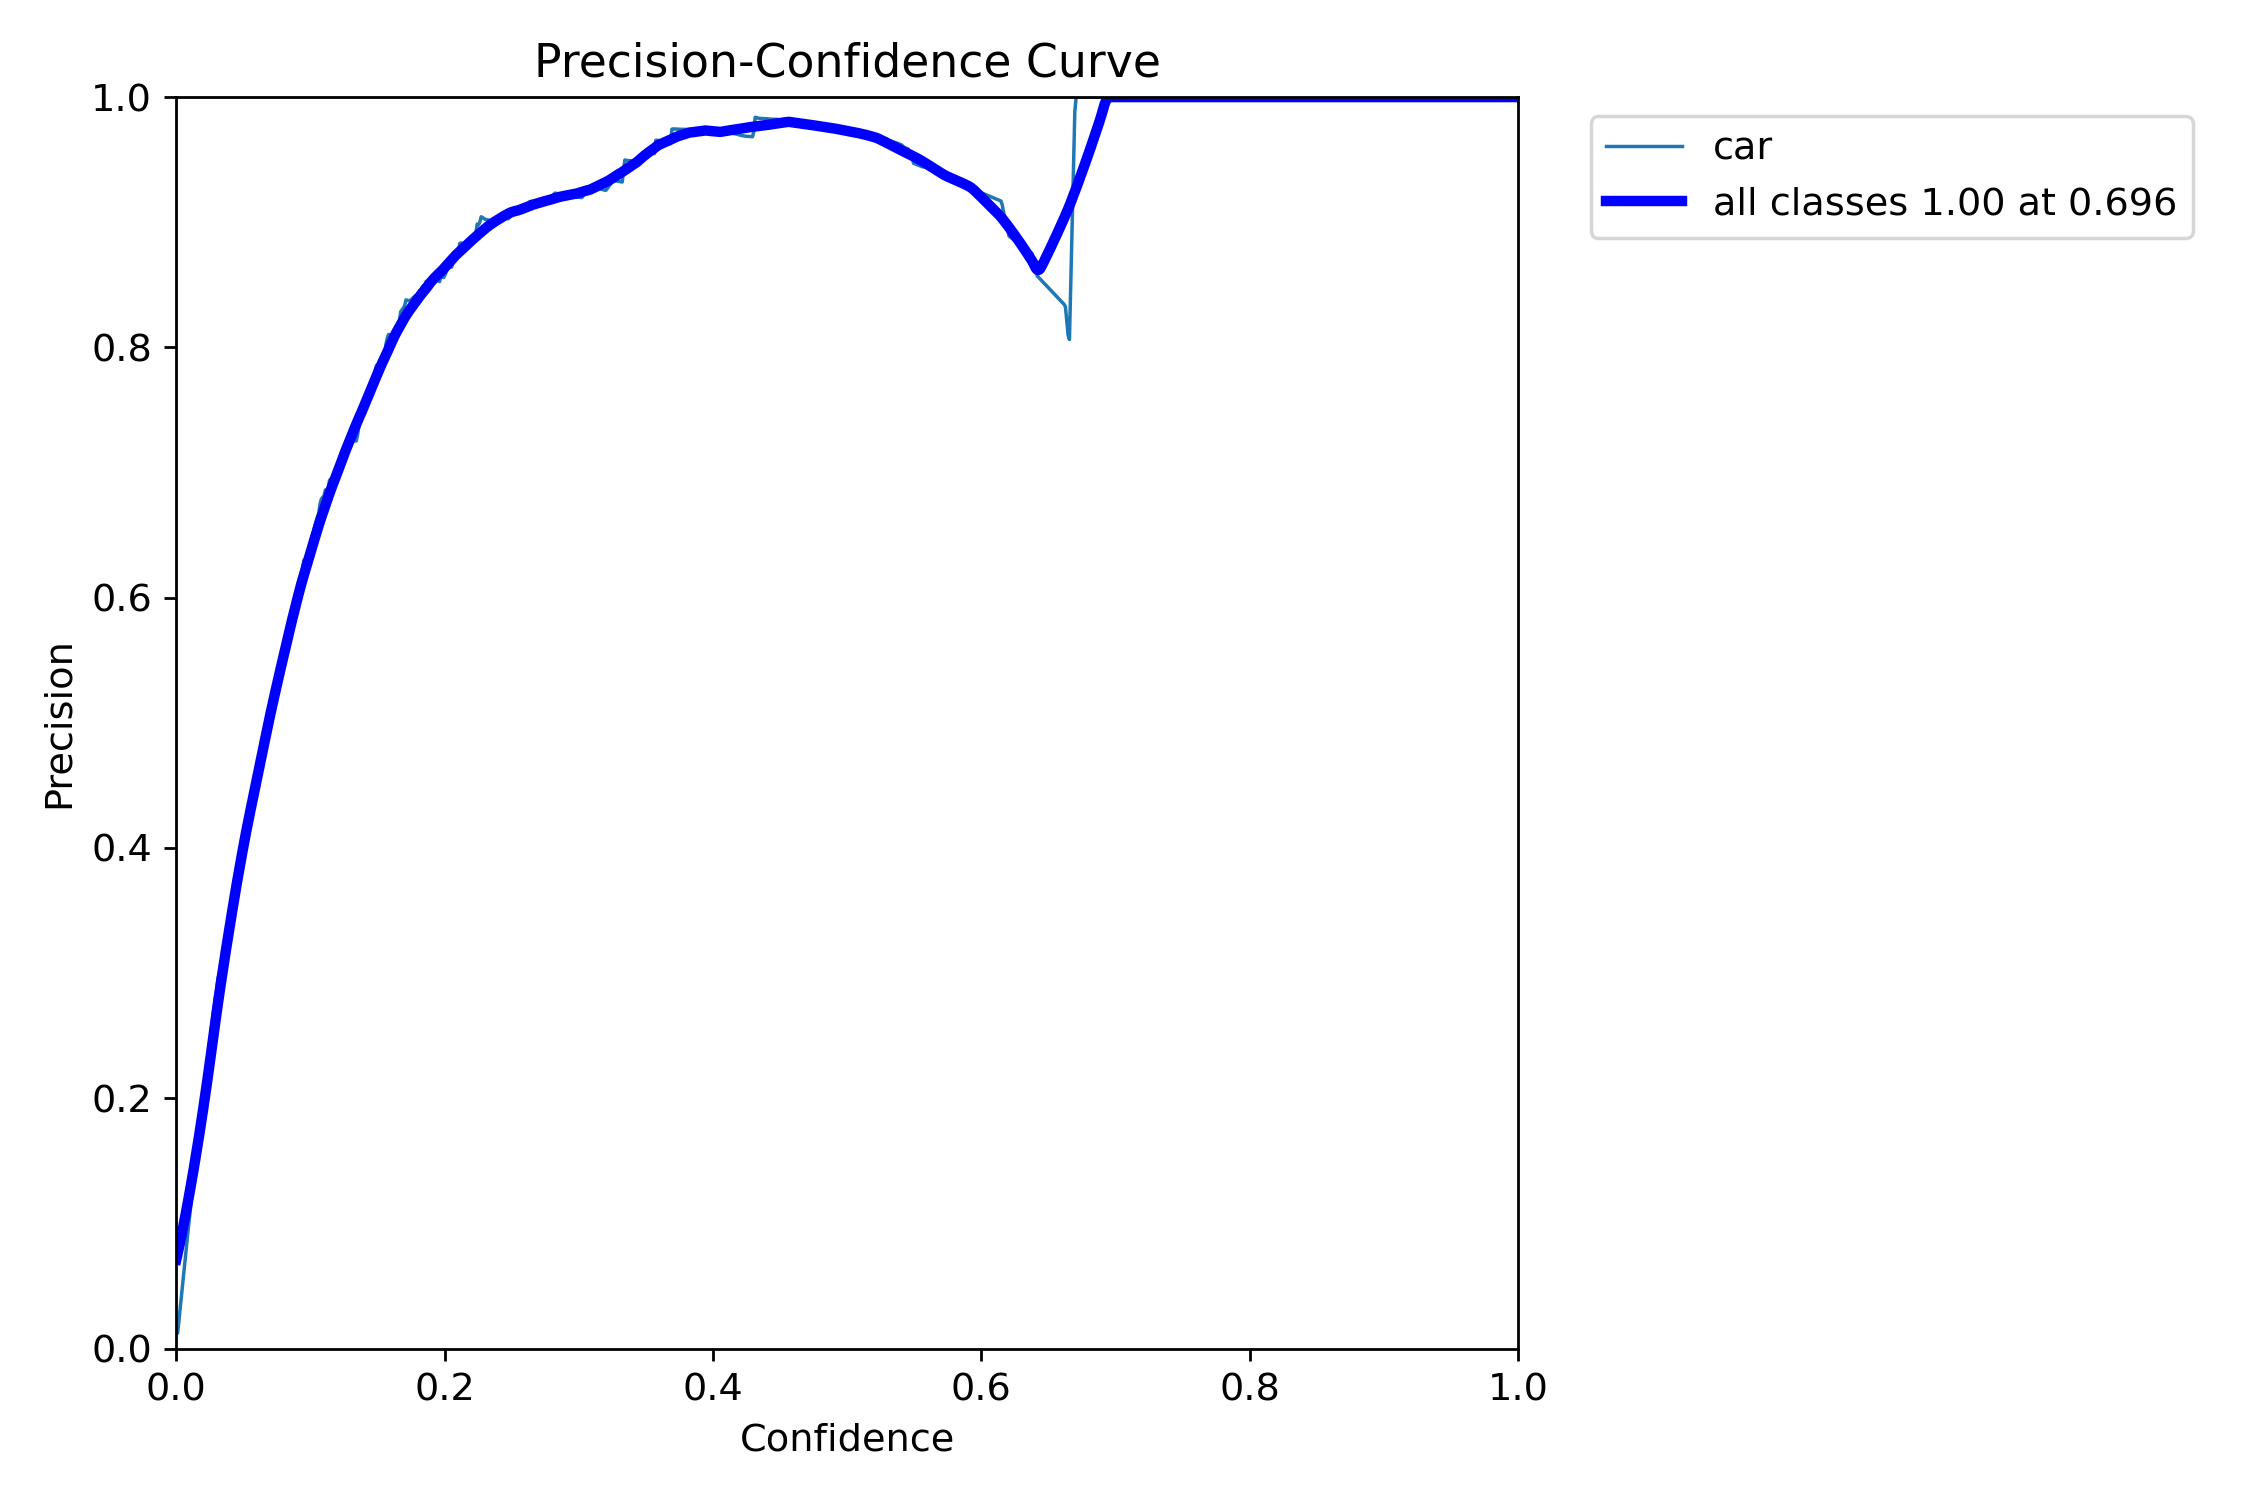 Precision-Confidence Curve
1.0
0.8
0.6
0.4
0.2
0.0
Precision
0.0 0.2 0.4 0.6 0.8 1.0
Confidence
car
all classes 1.00 at 0.696